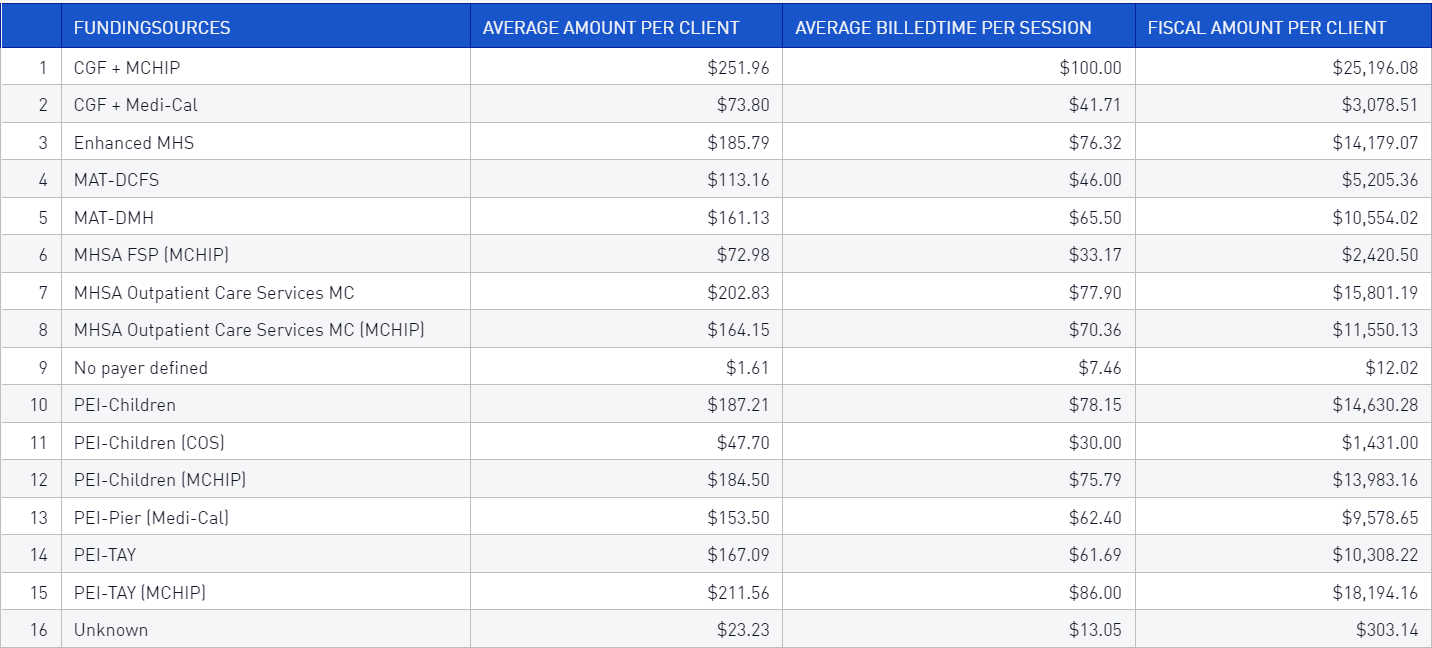 FUNDINGSOURCES AVERAGE AMOUNT PER CLIENT AVERAGE BILLEDTIME PER SESSION FISCAL AMOUNT PER CLIENT
1 CGF + MCHIP $251.96 $100.00 $25,196.08
2 CGF + Medi-Cal $73.80 $41.71 $3,078.51
3 Enhanced MHS $185.79 $76.32 $14,179.07
4 MAT-DCFS $113.16 $46.00 $5,205.36
5 MAT-DMH $161.13 $65.50 $10,554.02
6 MHSA FSP (MCHIP) $72.98 $33.17 $2,420.50
7 MHSA Outpatient Care Services MC $202.83 $77.90 $15,801.19
8 MHSA Outpatient Care Services MC (MCHIP) $164.15 $70.36 $11,550.13
9 No payer defined $1.61 $7.46 $12.02
10 PEI-Children $187.21 $78.15 $14,630.28
11 PEI-Children (COS) $47.70 $30.00 $1,431.00
12 PEI-Children (MCHIP) $184.50 $75.79 $13,983.16
13 PEI-Pier (Medi-Cal) $153.50 $62.40 $9,578.65
14 PEI-TAY $167.09 $61.69 $10,308.22
15 PEI-TAY (MCHIP) $211.56 $86.00 $18,194.16
16 Unknown $23.23 $13.05 $303.14